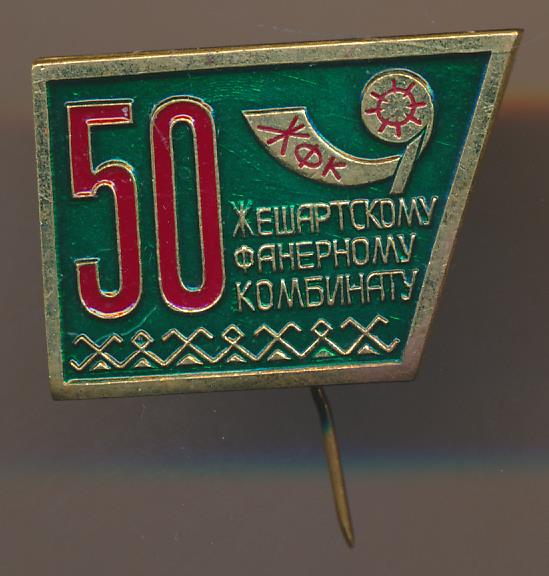 ЖФК
50
ЖЕШАРТСКОМУ
ФАНЕРНОМУ
КОМБИНАТУ